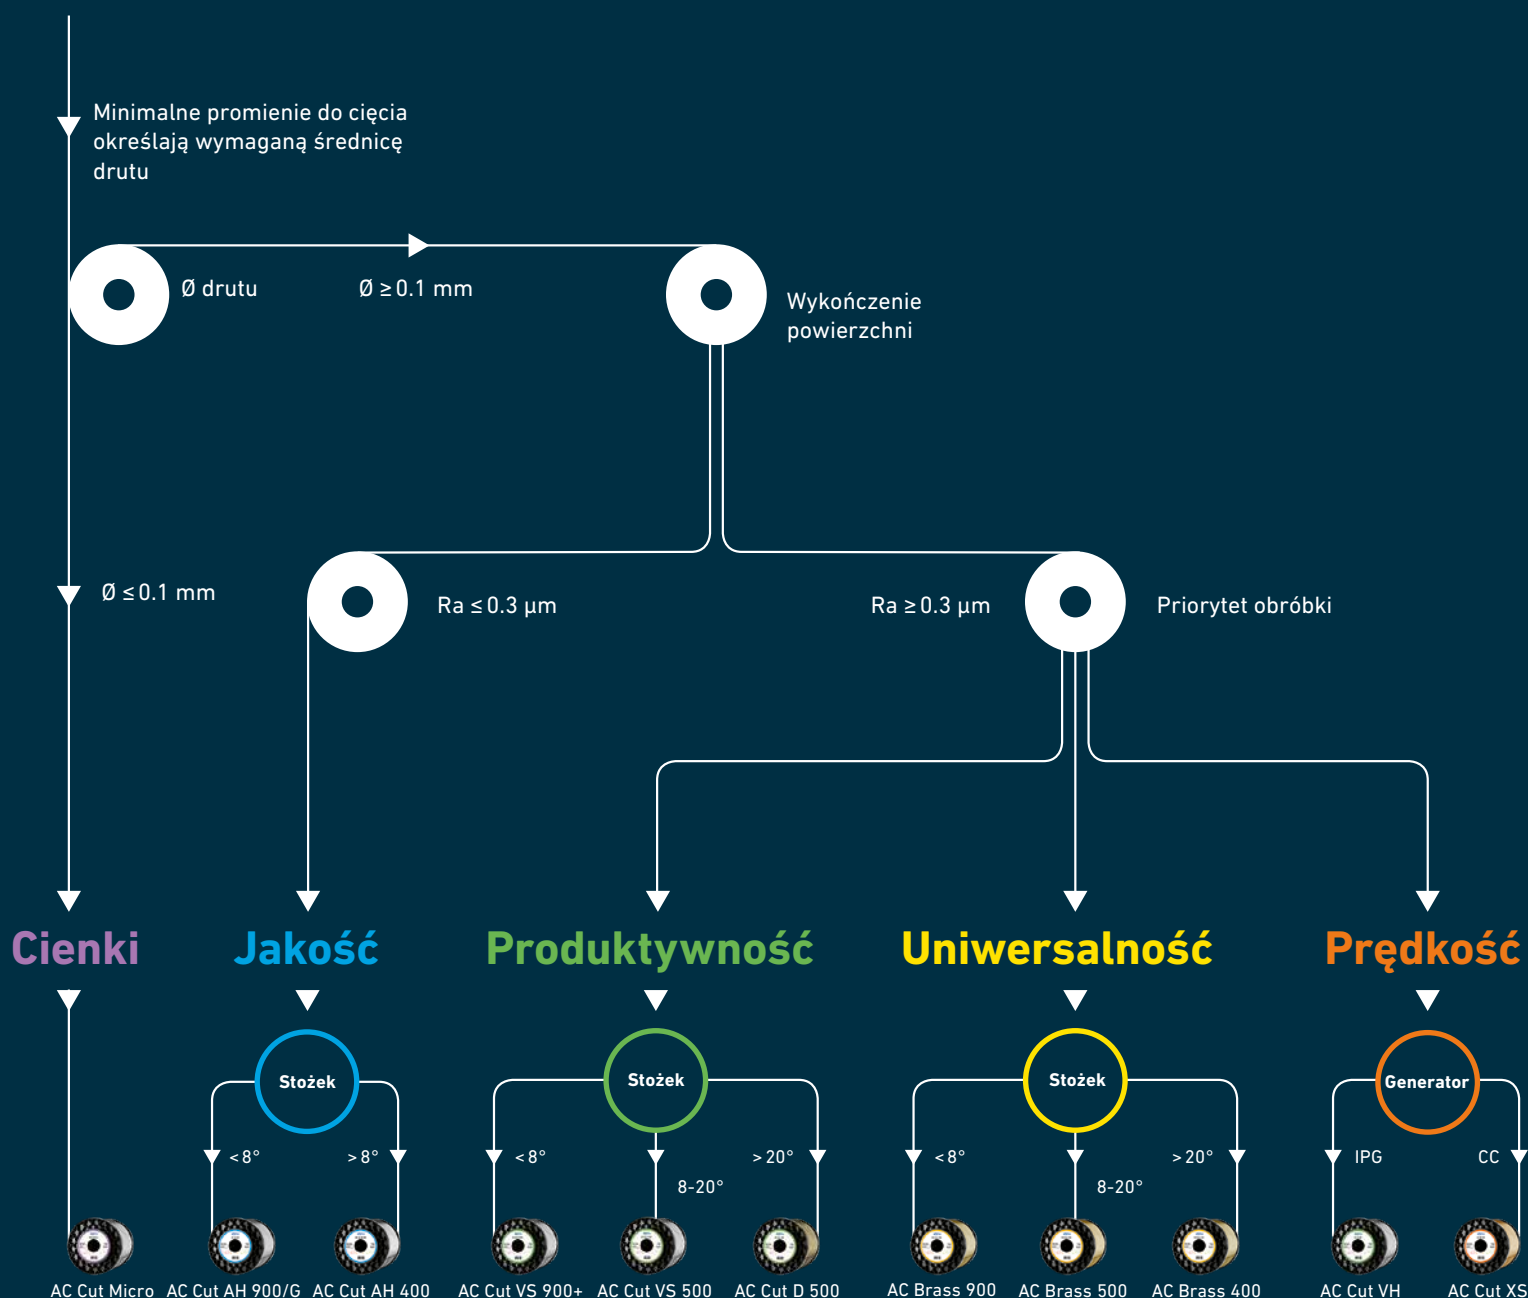 Minimalne promienie do cięcia
określają wymaganą średnicę
drutu
Ø drutu
Ø ≥ 0.1 mm
Wykończenie
powierzchni
Ø ≤ 0.1 mm
Ra ≤ 0.3 µm
Ra ≥ 0.3 µm
Priorytet obróbki
Cienki
Jakość
Produktywność
Uniwersalność
Prędkość
Stożek
Stożek
Stożek
Generator
< 8°
> 8°
< 8°
8-20°
> 20°
< 8°
8-20°
> 20°
IPG
CC
AC Cut Micro
AC Cut AH 900/G
AC Cut AH 400
AC Cut VS 900+
AC Cut VS 500
AC Cut D 500
AC Brass 900
AC Brass 500
AC Brass 400
AC Cut VH
AC Cut XS